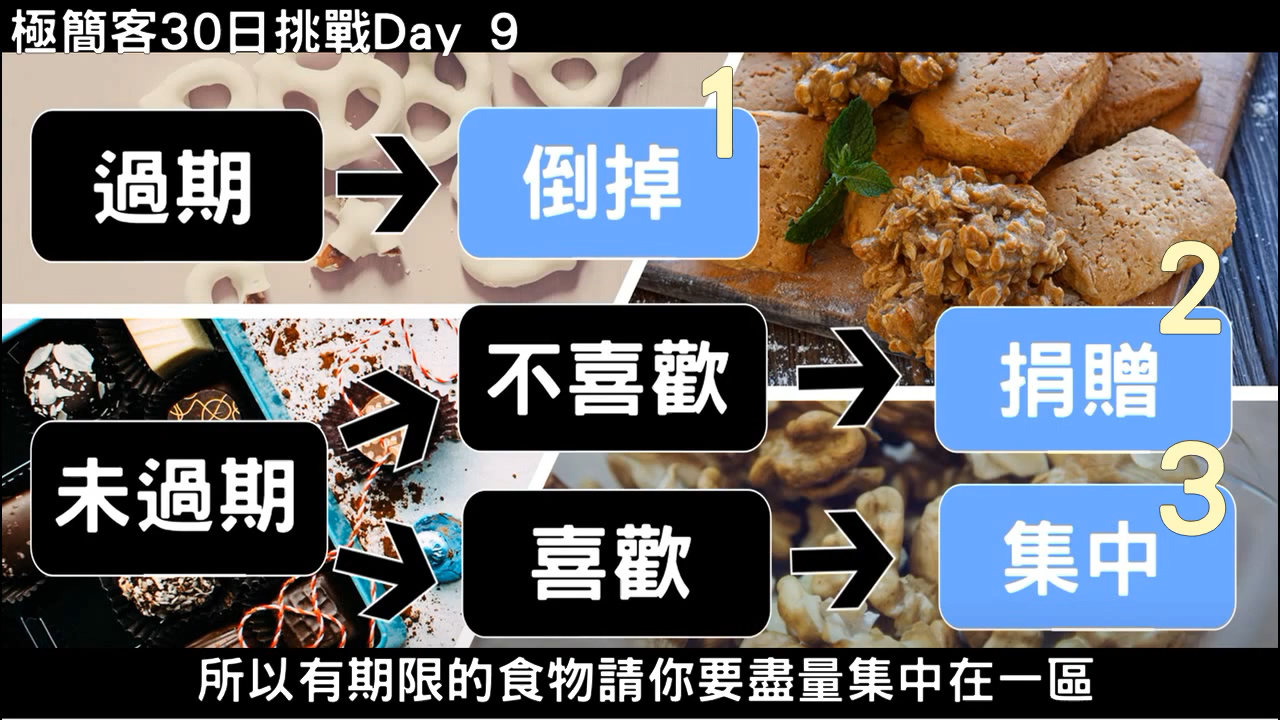 極簡客30日挑戰Day 9
過期
倒掉
1
未過期
不喜歡
捐贈
2
喜歡
集中
3
所以有期限的食物請你要盡量集中在一區